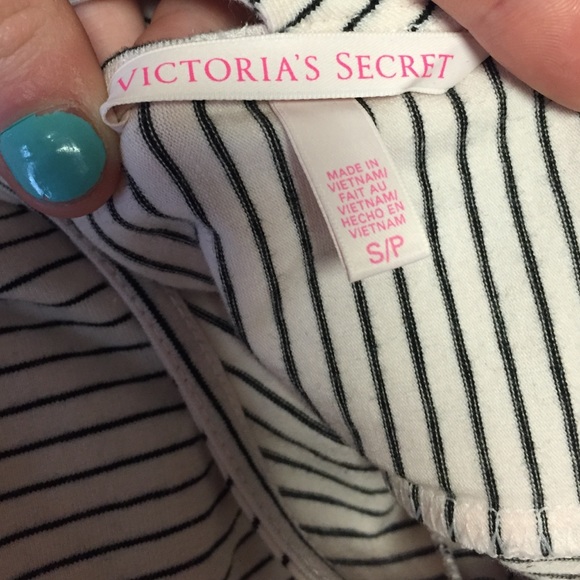 VICTORIA'S SECRET
MADE IN
VIETNAM/
FAIT AU
VIETNAM/
HECHO EN
VIETNAM
S/P